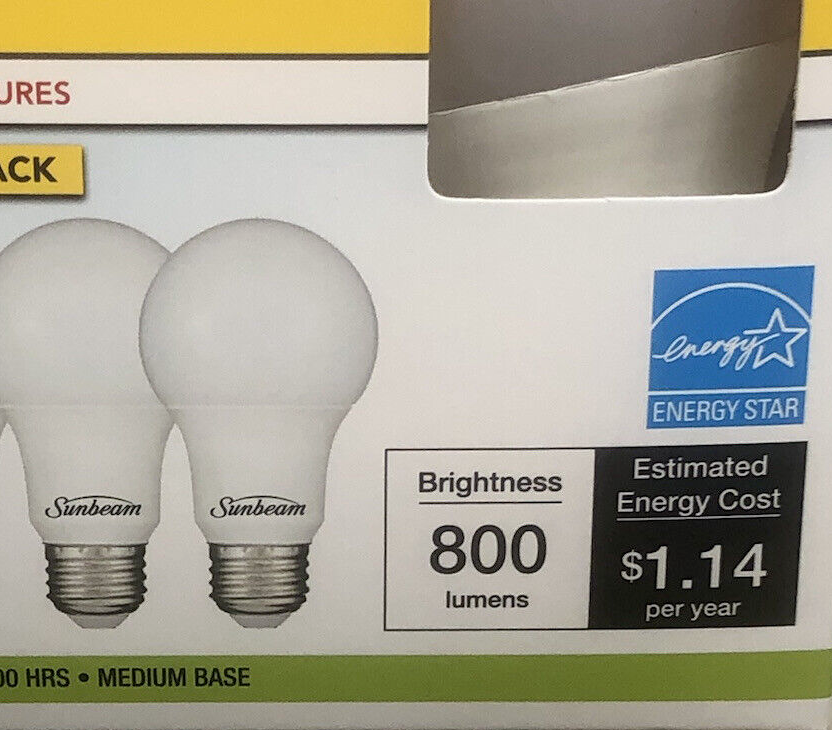 URES
ACK
energy
ENERGY STAR
Sunbeam
Sunbeam
Brightness
800
lumens
Estimated
Energy Cost
$1.14
per year
00 HRS • MEDIUM BASE